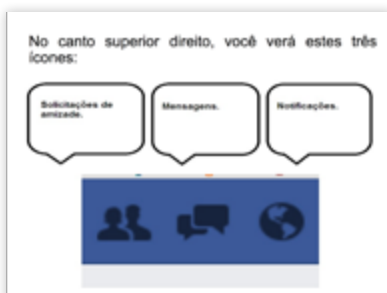 No canto superior direito, você verá estes três
ícones:
Solicitações de
amizade.
Mensagens.
Notificações.